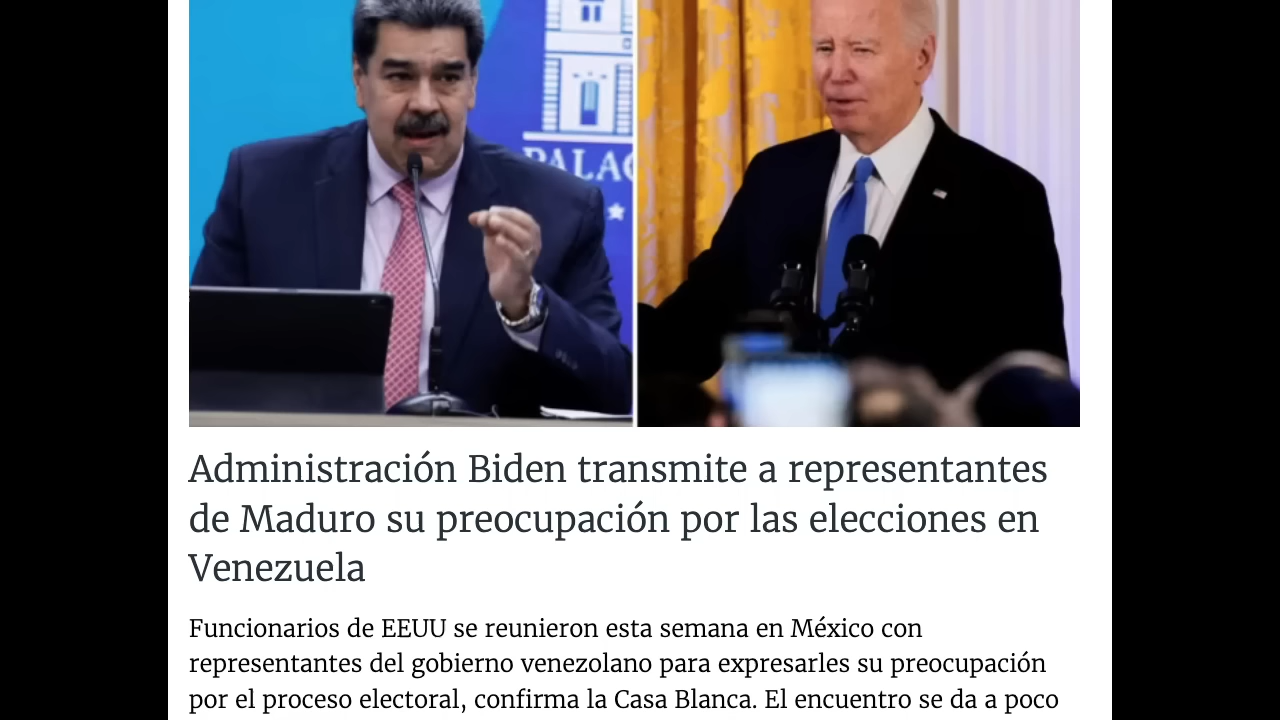 PALAC
Administración Biden transmite a representantes
de Maduro su preocupación por las elecciones en
Venezuela
Funcionarios de EEUU se reunieron esta semana en México con
representantes del gobierno venezolano para expresarles su preocupación
por el proceso electoral, confirma la Casa Blanca. El encuentro se da a poco